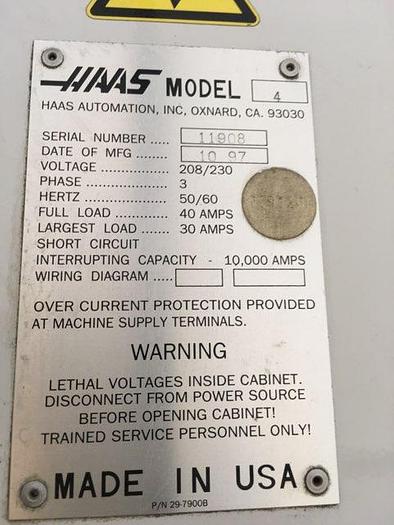 HAAS MODEL 4
HAAS AUTOMATION, INC, OXNARD, CA. 93030
SERIAL NUMBER ..... 11908
DATE OF MFG ........ 10 97
VOLTAGE ............... 208/230
PHASE .................. 3
HERTZ .................. 50/60
FULL LOAD ............. 40 AMPS
LARGEST LOAD ...... 30 AMPS
SHORT CIRCUIT
INTERRUPTING CAPACITY - 10,000 AMPS
WIRING DIAGRAM .....
OVER CURRENT PROTECTION PROVIDED
AT MACHINE SUPPLY TERMINALS.
WARNING
LETHAL VOLTAGES INSIDE CABINET.
DISCONNECT FROM POWER SOURCE
BEFORE OPENING CABINET!
TRAINED SERVICE PERSONNEL ONLY!
MADE IN USA
P/N 29-7900B